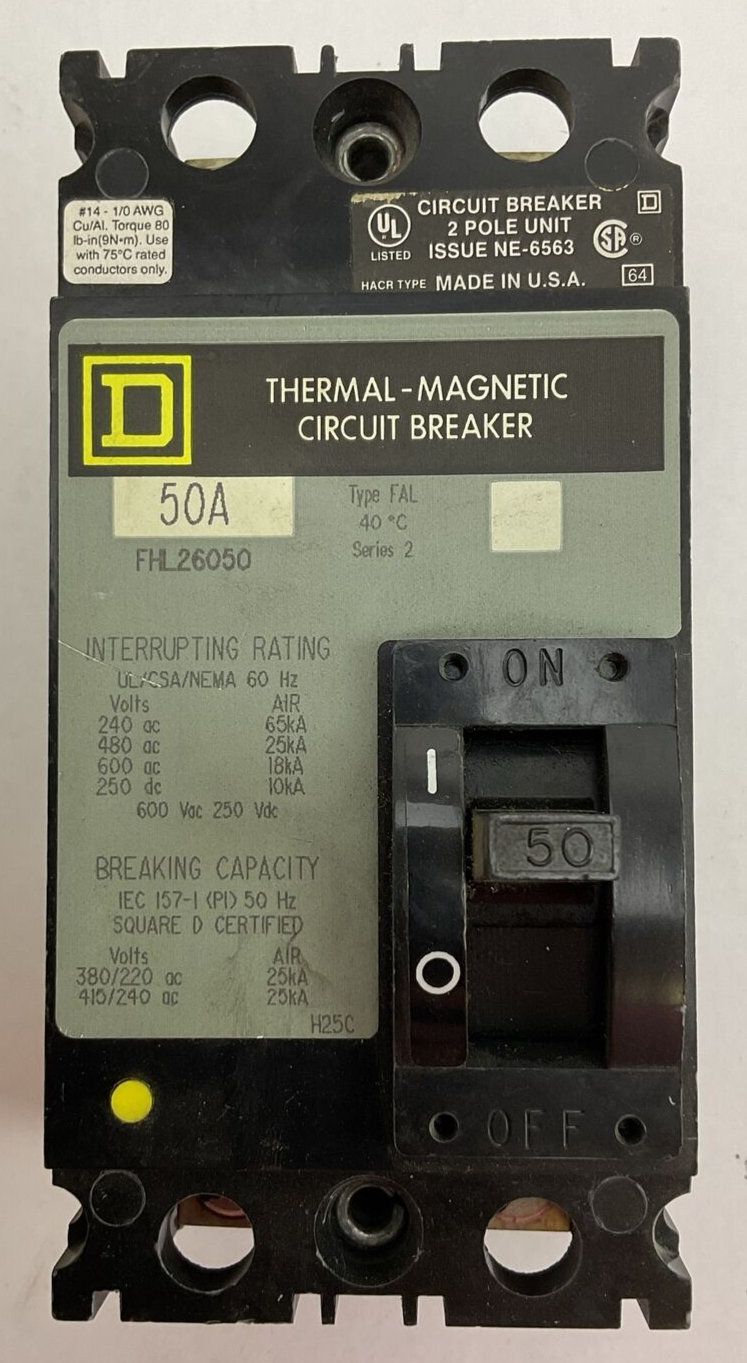 #14 - 1/0 AWG
Cu/Al. Torque 80
lb-in(9N•m). Use
with 75°C rated
conductors only.
UL
LISTED
CIRCUIT BREAKER
2 POLE UNIT
ISSUE NE-6563
SA ®
HACR TYPE MADE IN U.S.A. 64
D
THERMAL-MAGNETIC
CIRCUIT BREAKER
50A
FHL26050
Type FAL
40 °C
Series 2
INTERRUPTING RATING
UL/CSA/NEMA 60 Hz
Volts AIR
240 ac 65kA
480 ac 25kA
600 ac 18kA
250 dc 10kA
600 Vac 250 Vdc
BREAKING CAPACITY
IEC 157-1 (P1) 50 Hz
SQUARE D CERTIFIED
Volts AIR
380/220 ac 25kA
415/240 ac 25kA
H25C
ON
I
50
O
OFF